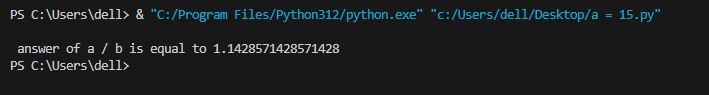 PS C:\Users\dell> & "C:/Program Files/Python312/python.exe" "c:/Users/dell/Desktop/a = 15.py"
answer of a / b is equal to 1.1428571428571428
PS C:\Users\dell>